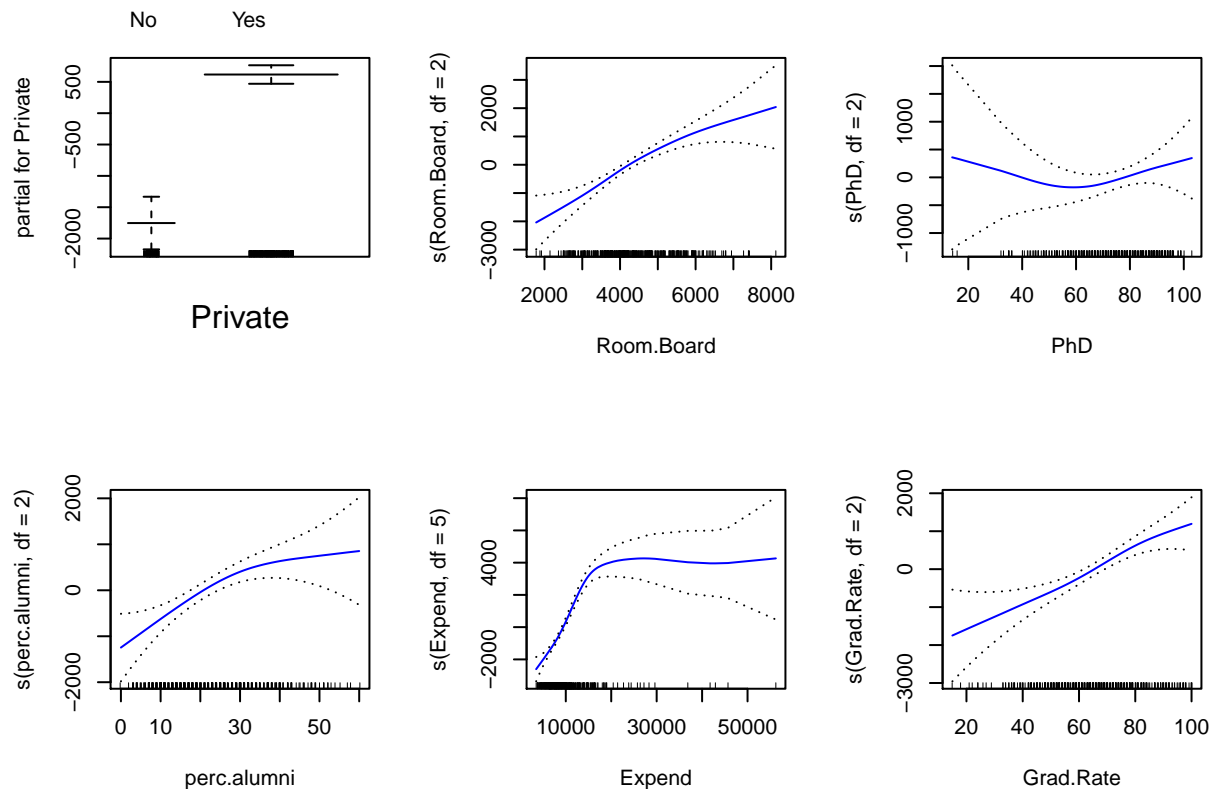 No Yes
partial for Private
−2000 −500 500
Private
s(Room.Board, df = 2)
−3000 0 2000
2000 4000 6000 8000
Room.Board
s(PhD, df = 2)
−1000 0 1000
20 40 60 80 100
PhD
s(perc.alumni, df = 2)
−2000 0 2000
0 10 30 50
perc.alumni
s(Expend, df = 5)
−2000 4000
10000 30000 50000
Expend
s(Grad.Rate, df = 2)
−3000 0 2000
20 40 60 80 100
Grad.Rate